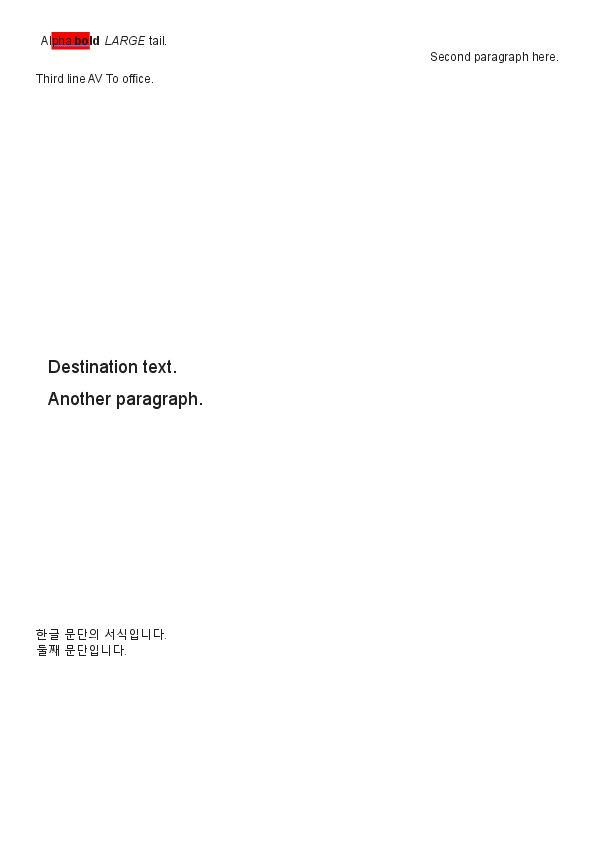 Alpha bold LARGE tail.
Second paragraph here.
Third line AV To office.
Destination text.
Another paragraph.
한글 문단의 서식입니다.
둘째 문단입니다.